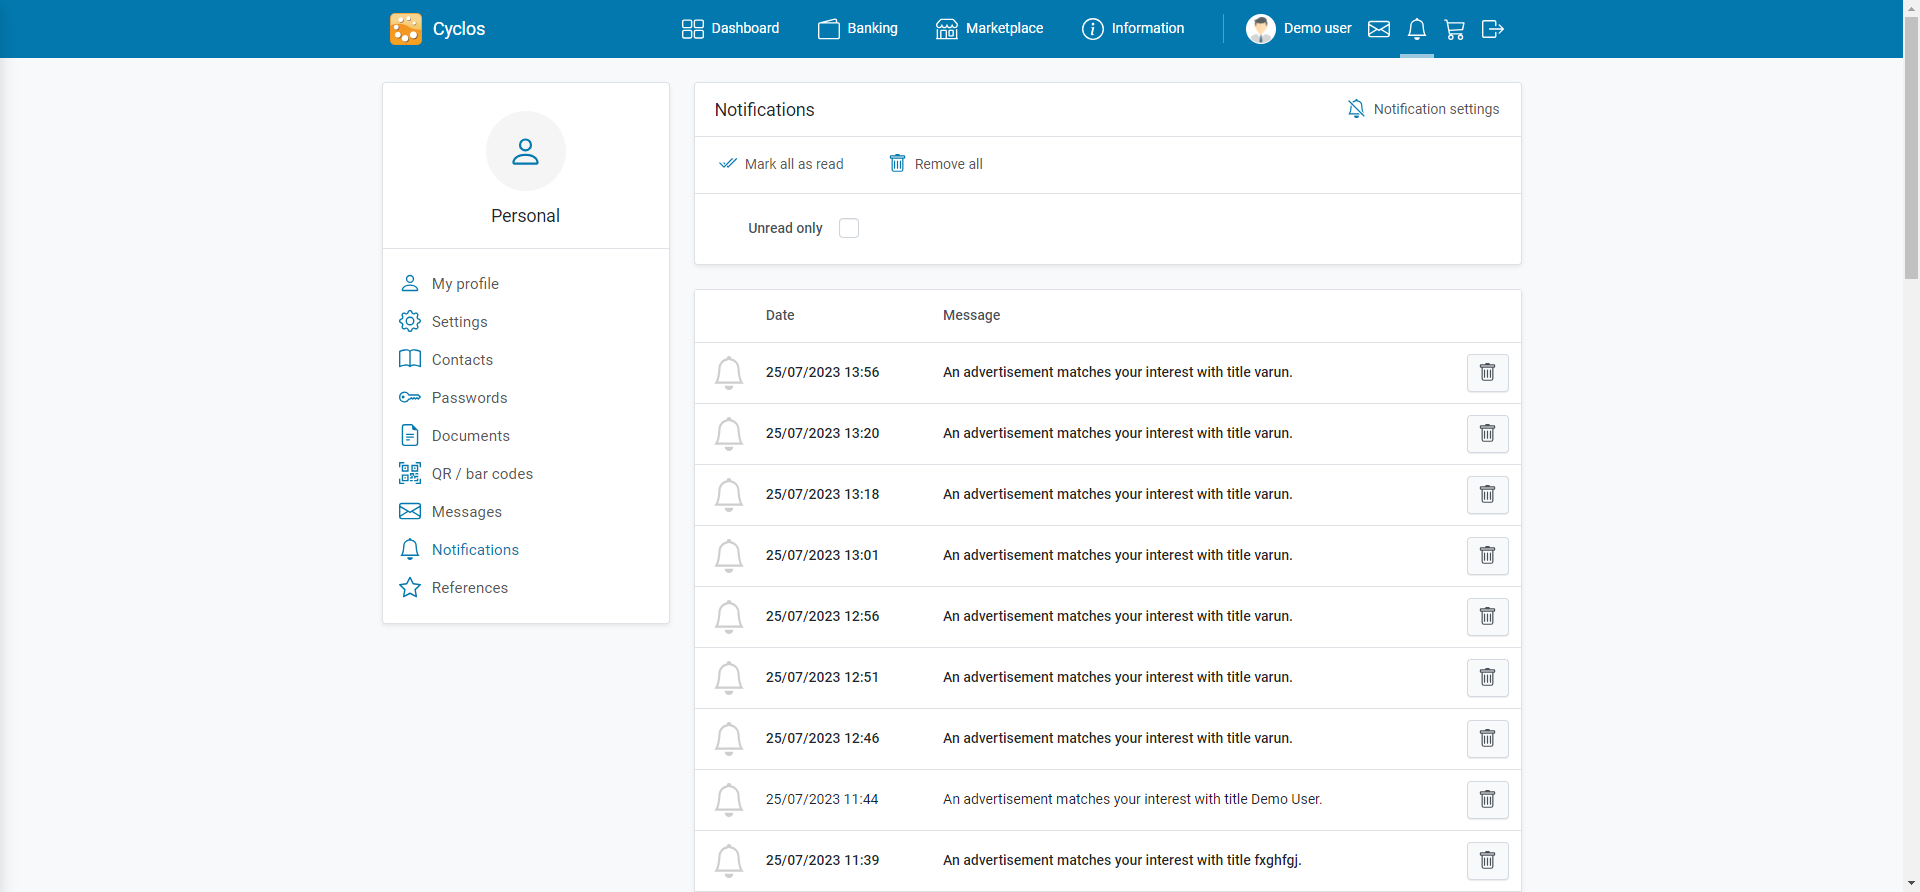 Cyclos
Dashboard
Banking
Marketplace
Information
Demo user
Personal
My profile
Settings
Contacts
Passwords
Documents
QR / bar codes
Messages
Notifications
References
Notifications
Notification settings
Mark all as read
Remove all
Unread only
Date Message
25/07/2023 13:56 An advertisement matches your interest with title varun.
25/07/2023 13:20 An advertisement matches your interest with title varun.
25/07/2023 13:18 An advertisement matches your interest with title varun.
25/07/2023 13:01 An advertisement matches your interest with title varun.
25/07/2023 12:56 An advertisement matches your interest with title varun.
25/07/2023 12:51 An advertisement matches your interest with title varun.
25/07/2023 12:46 An advertisement matches your interest with title varun.
25/07/2023 11:44 An advertisement matches your interest with title Demo User.
25/07/2023 11:39 An advertisement matches your interest with title fxghfgj.